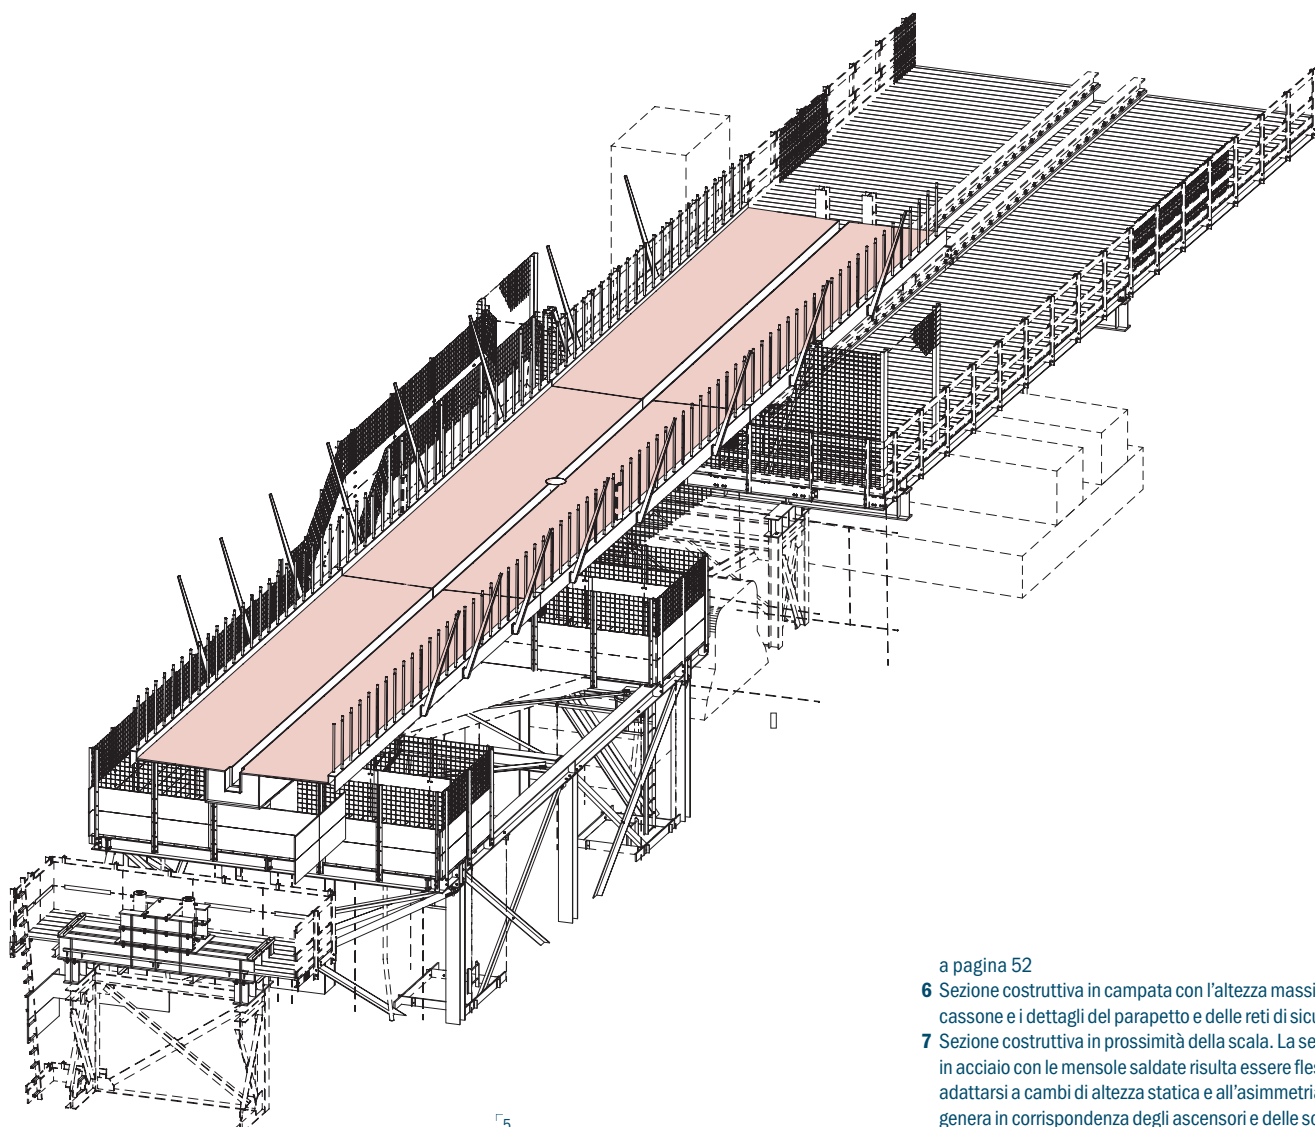 a pagina 52
6 Sezione costruttiva in campata con l'altezza massi
cassone e i dettagli del parapetto e delle reti di sicu
7 Sezione costruttiva in prossimità della scala. La se
in acciaio con le mensole saldate risulta essere fles
adattarsi a cambi di altezza statica e all'asimmetria
genera in corrispondenza degli ascensori e delle sc
5